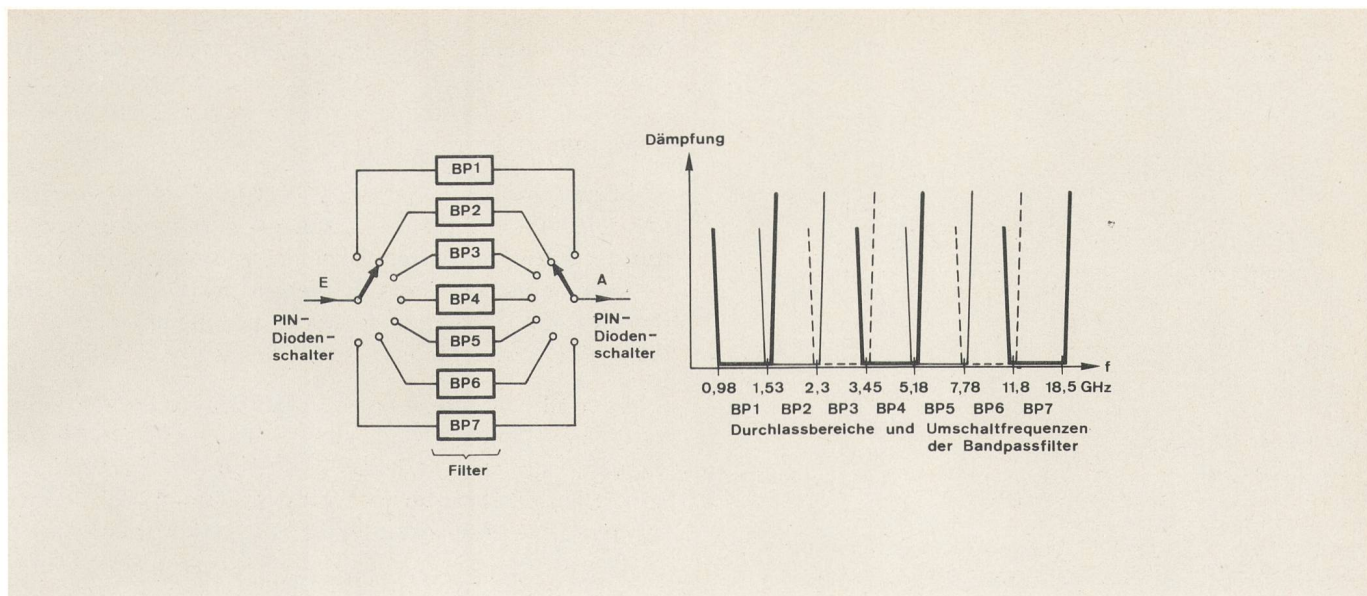 BP1
BP2
BP3
BP4
BP5
BP6
BP7
E
A
PIN-
Dioden-
schalter
PIN-
Dioden-
schalter
Filter
Dämpfung
f
0,98 1,53 2,3 3,45 5,18 7,78 11,8 18,5 GHz
BP1 BP2 BP3 BP4 BP5 BP6 BP7
Durchlassbereiche und Umschaltfrequenzen
der Bandpassfilter